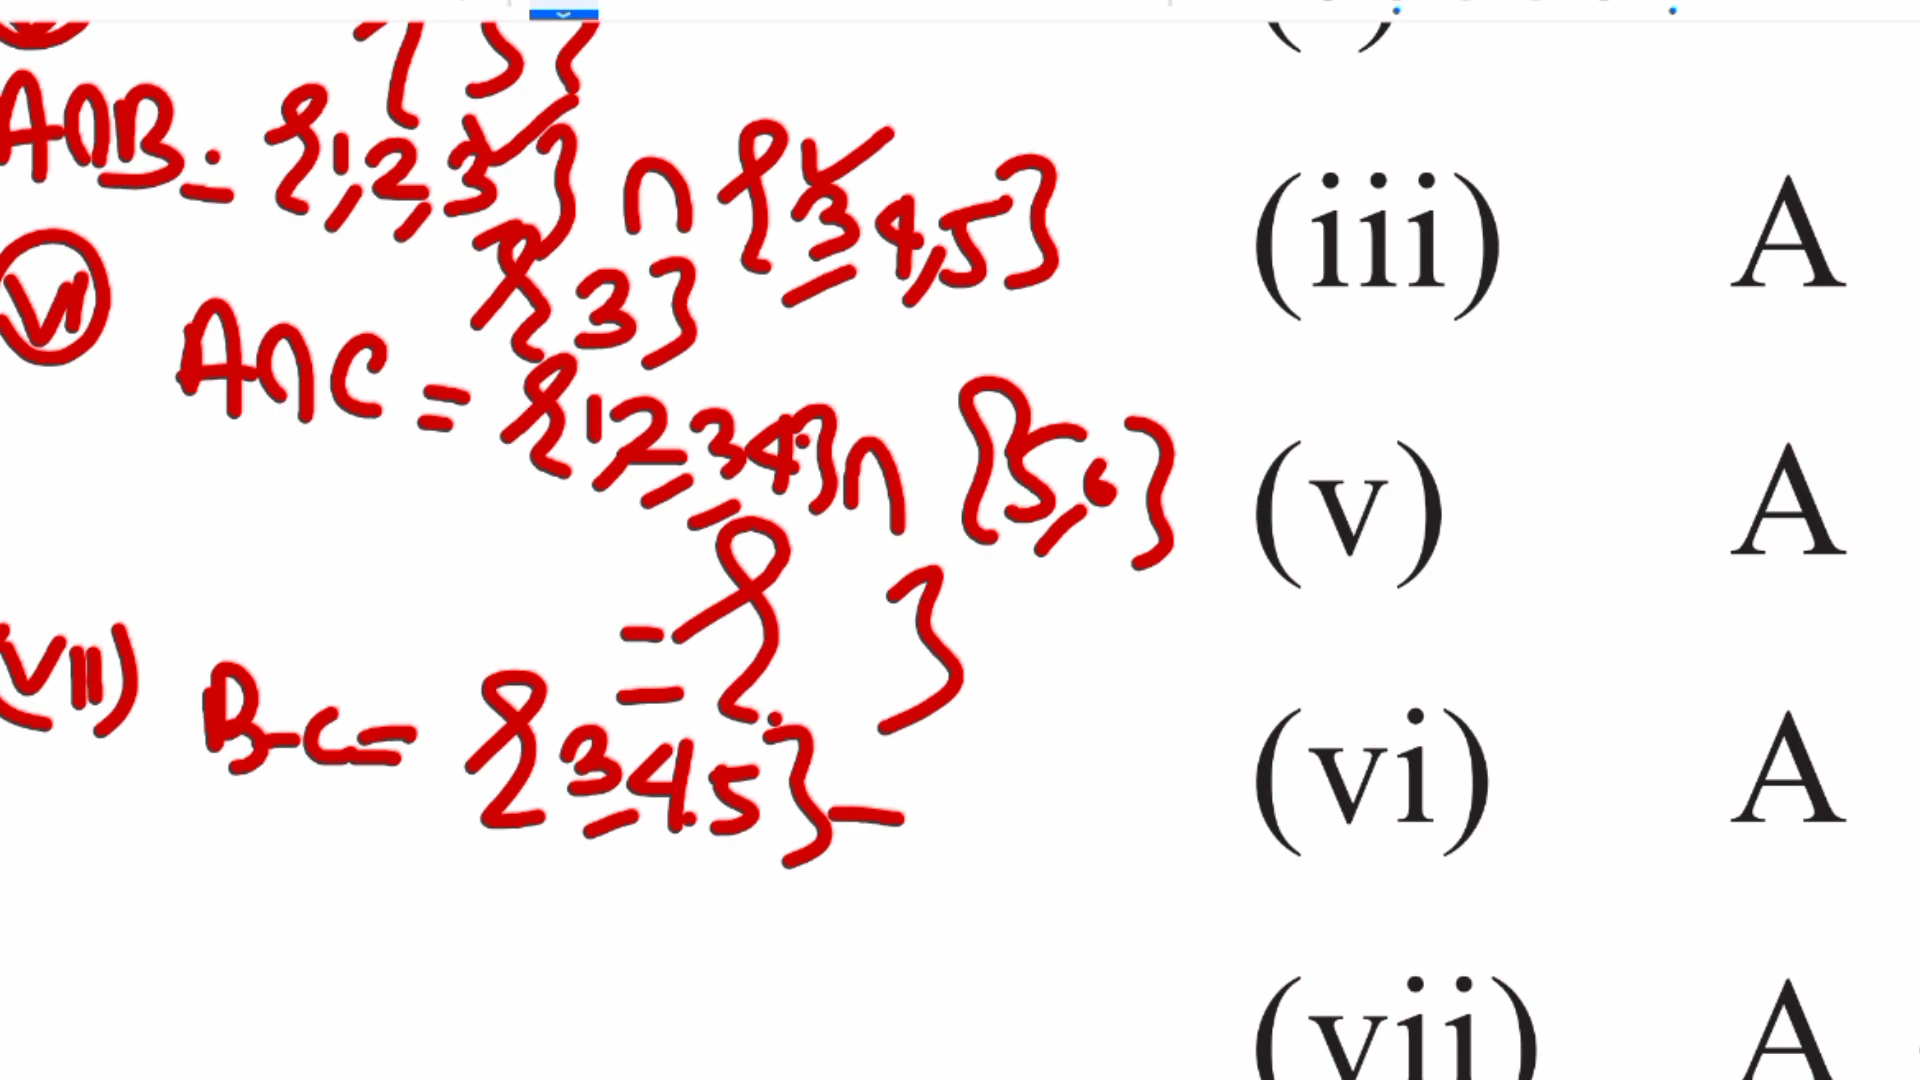 A∩B = {1,2,3} ∩ {3,4,5}
{3}
(VI)
A∩C = {1,2,3,4} ∩ {5,6}
= { }
(VII) B-C = {3,4,5} -
(iii) A
(v) A
(vi) A
(vii) A